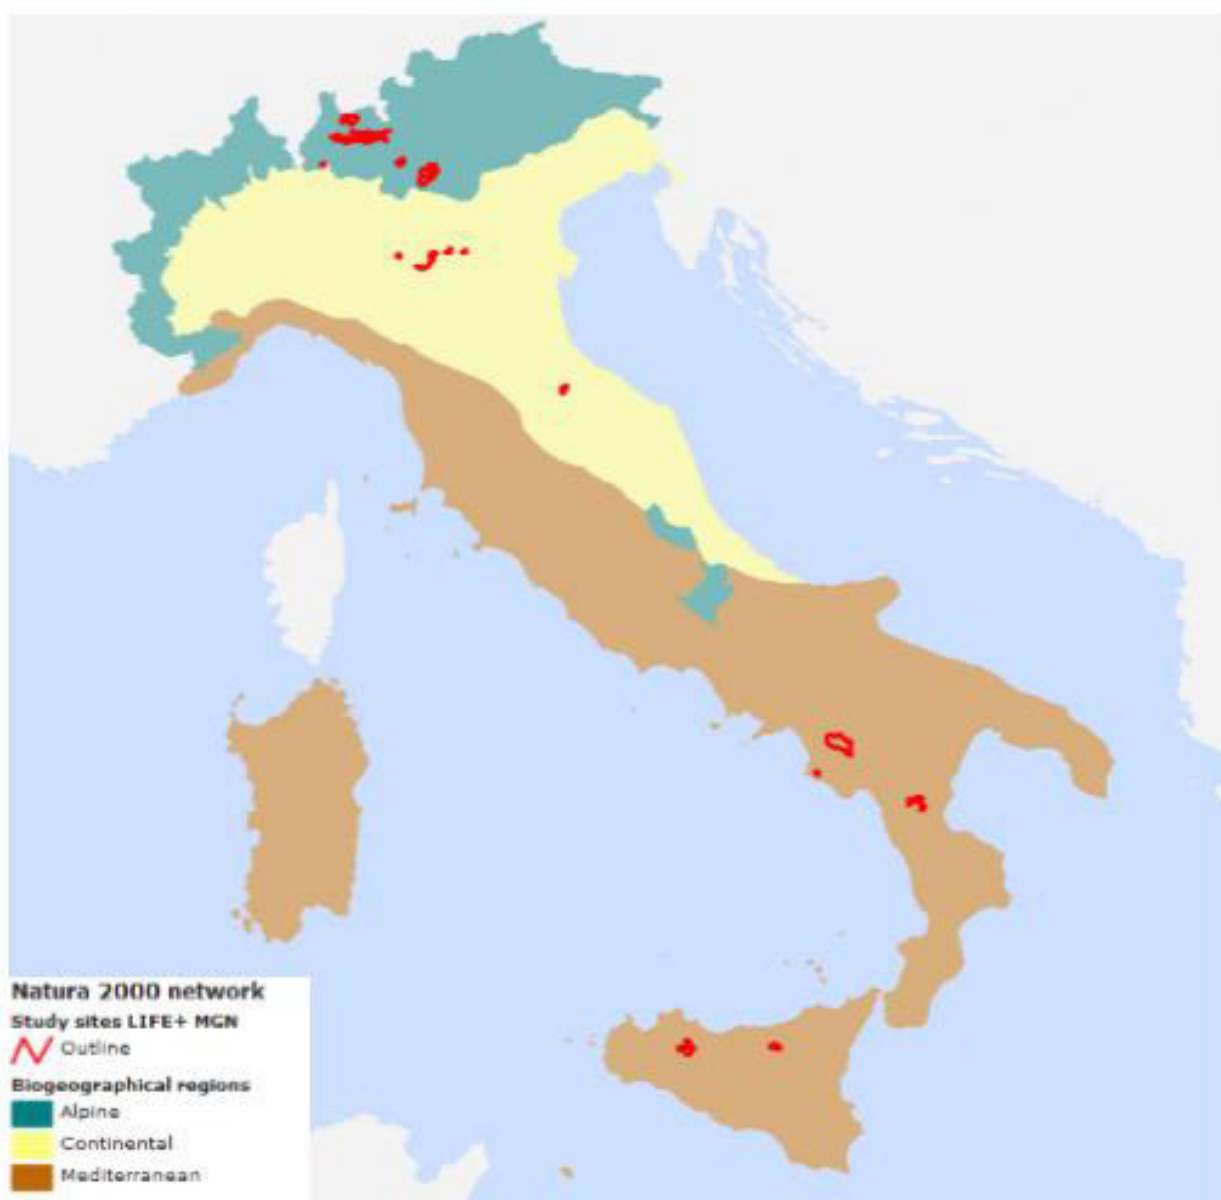 Natura 2000 network
Study sites LIFE+ MGN
Outline
Biogeographical regions
Alpine
Continental
Mediterranean